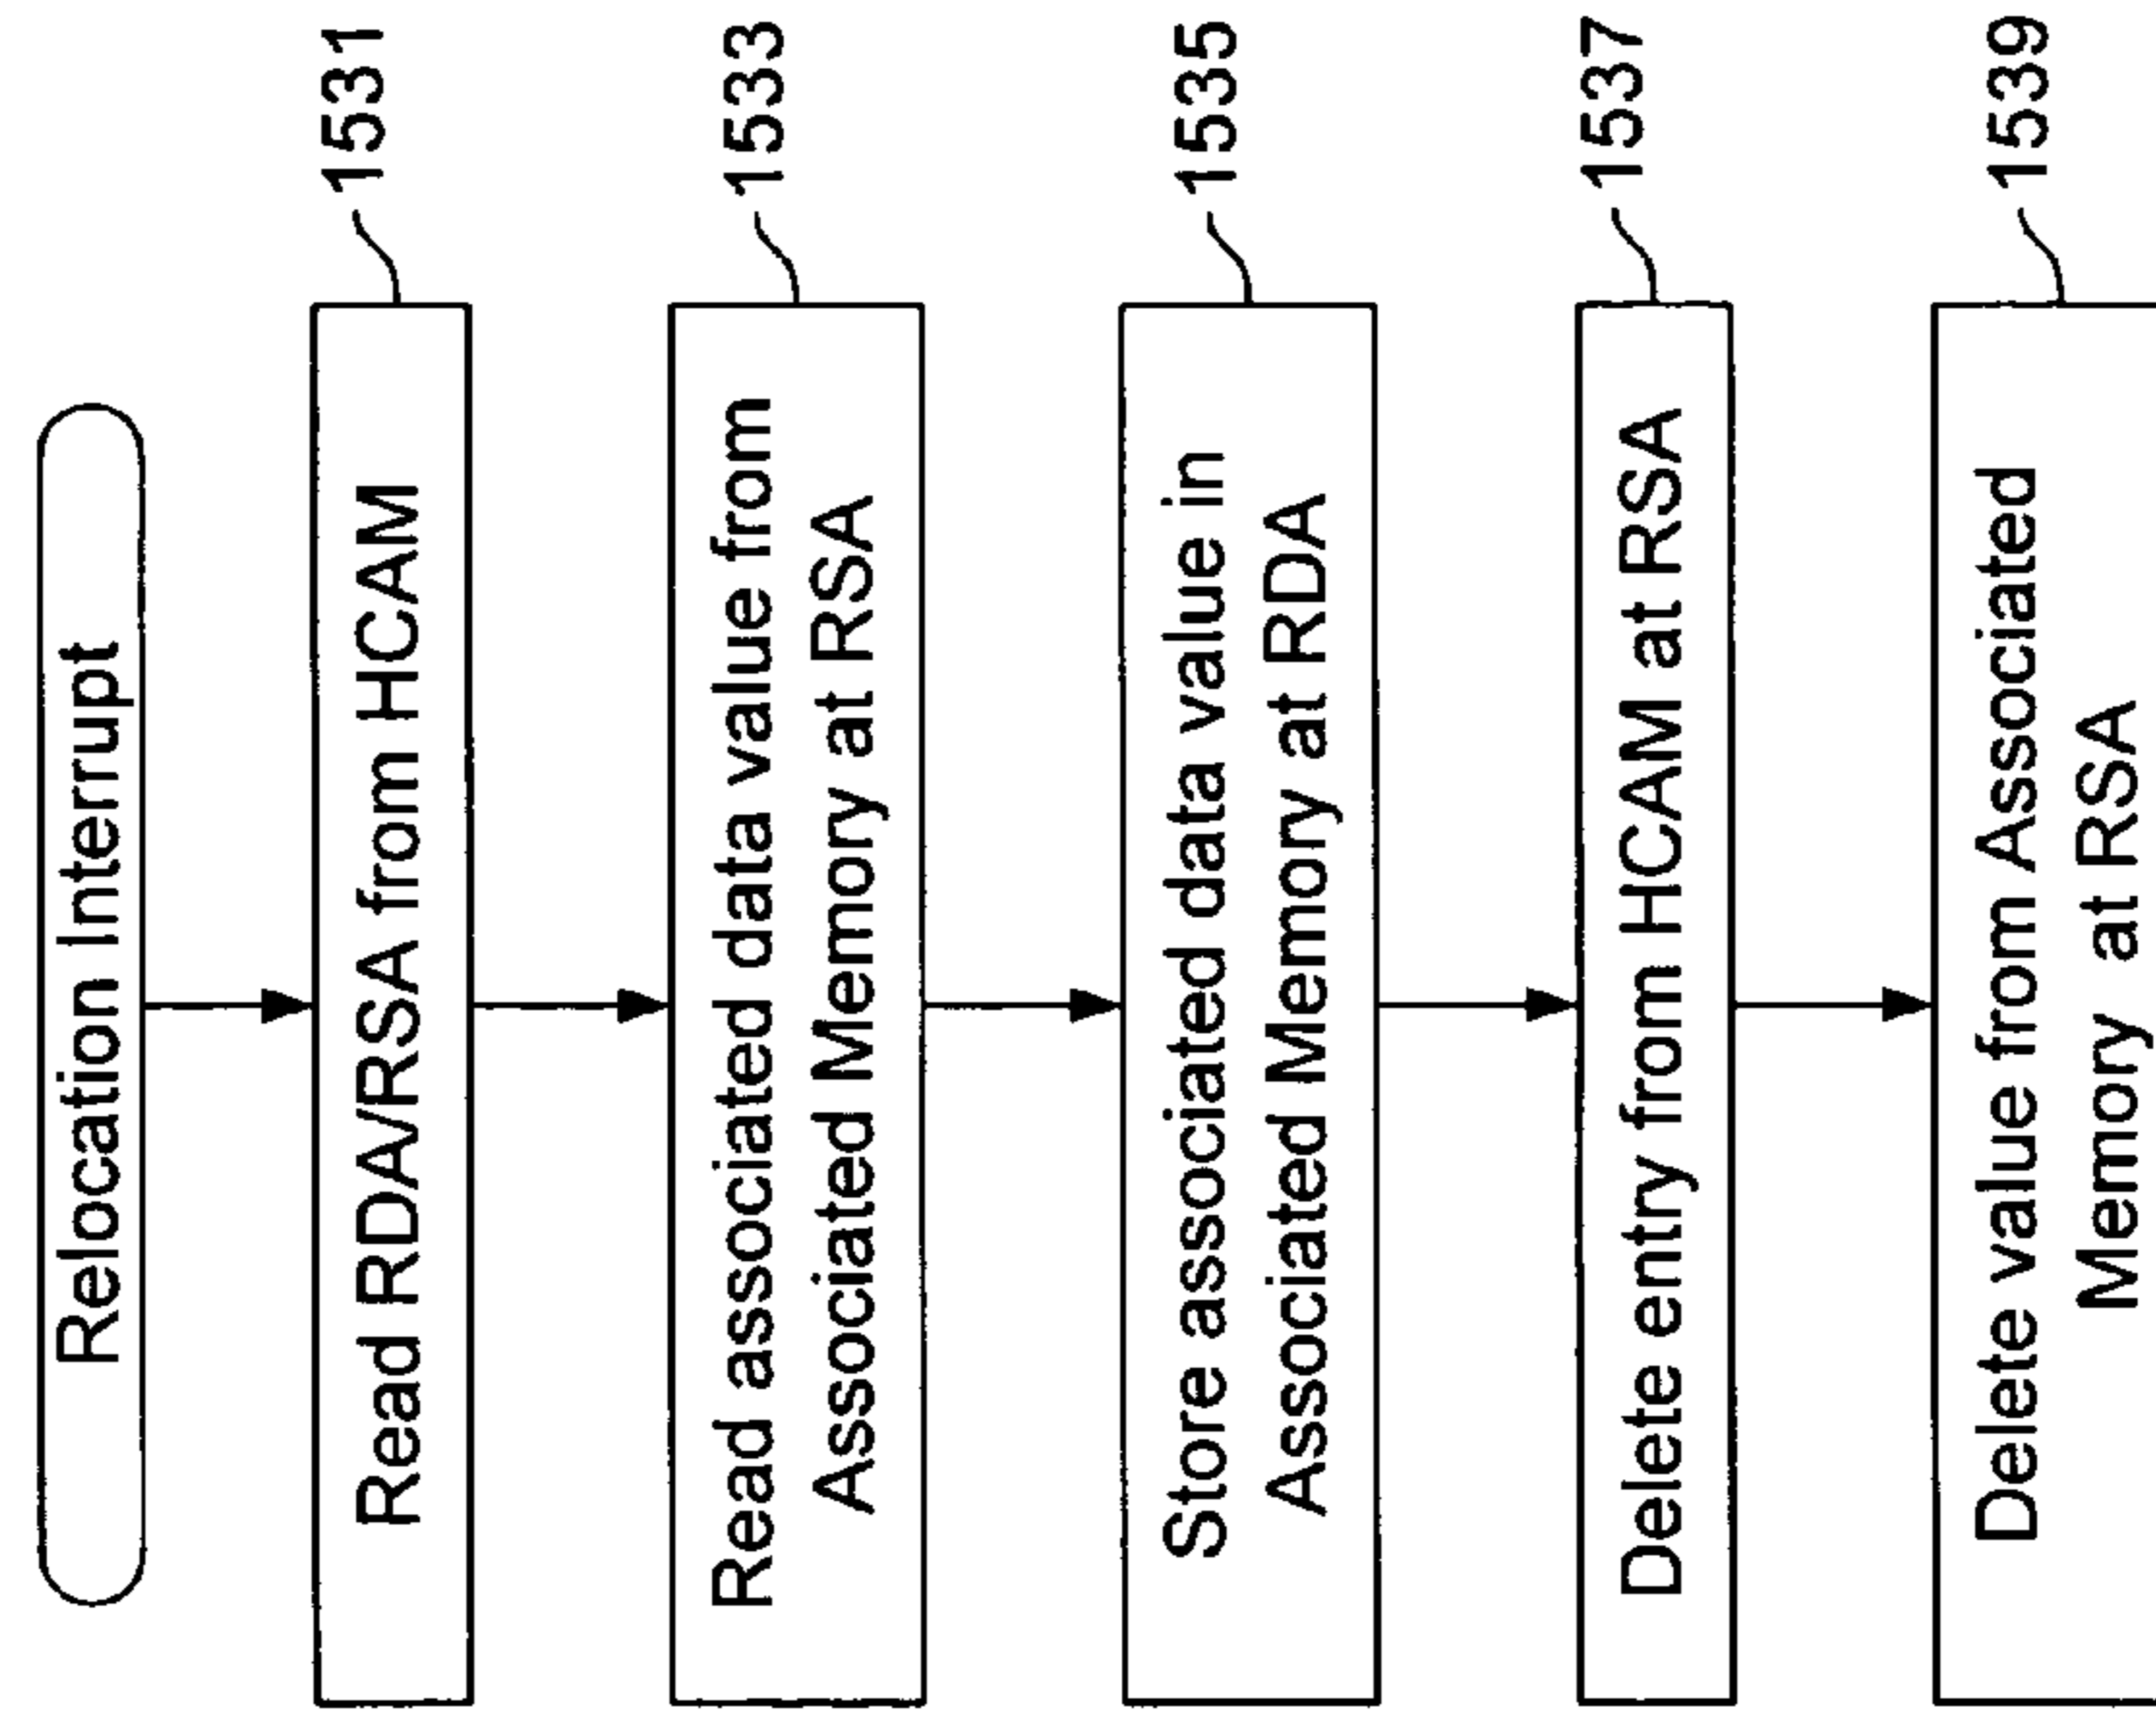 Relocation Interrupt
Read RDA/RSA from HCAM
1531
Read associated data value from
Associated Memory at RSA
1533
Store associated data value in
Associated Memory at RDA
1535
Delete entry from HCAM at RSA
1537
Delete value from Associated
Memory at RSA
1539